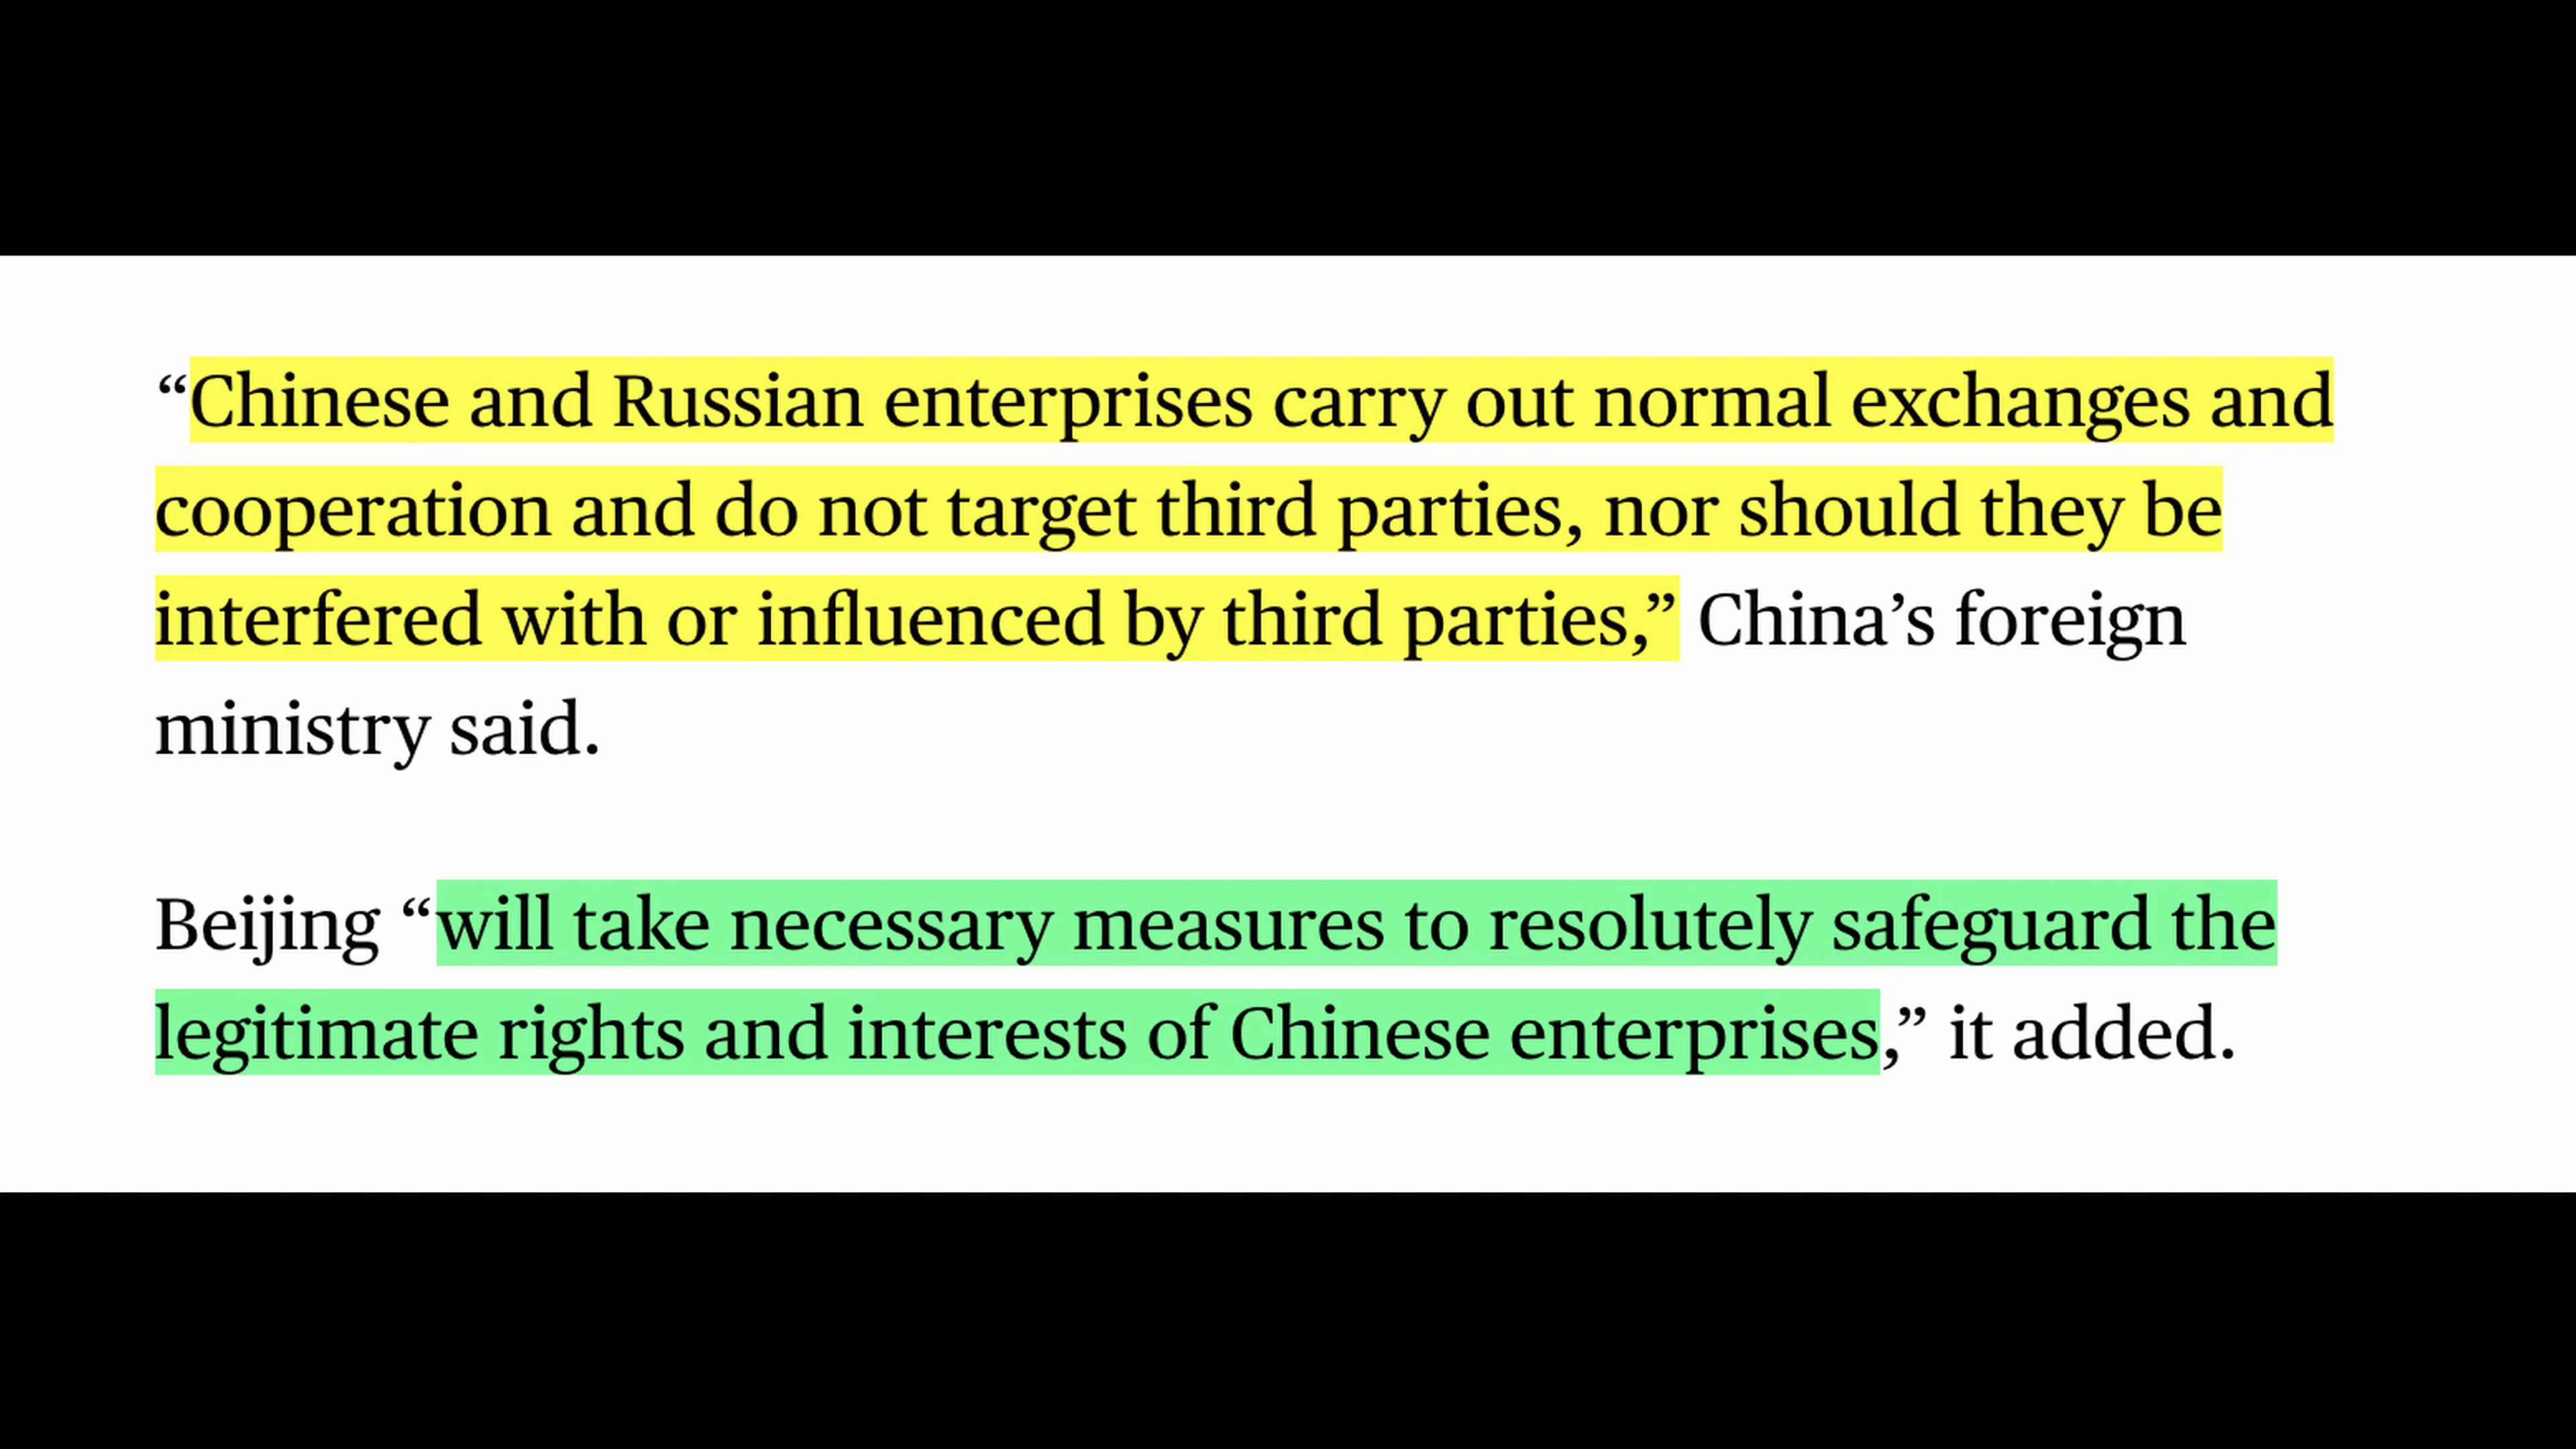 “Chinese and Russian enterprises carry out normal exchanges and
cooperation and do not target third parties, nor should they be
interfered with or influenced by third parties,” China’s foreign
ministry said.
Beijing “will take necessary measures to resolutely safeguard the
legitimate rights and interests of Chinese enterprises,” it added.